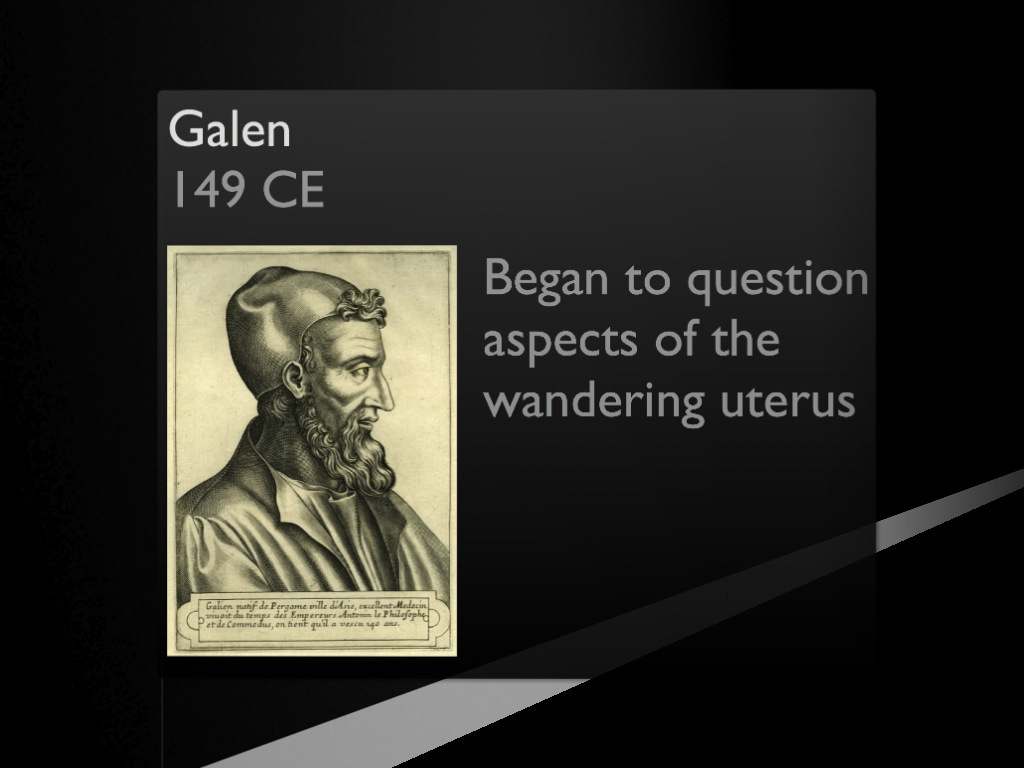 Galen
149 CE
Began to question
aspects of the
wandering uterus
Galien natif de Pergame ville d'Asie, excellent Medecin
vivoit du temps des Empereurs Antonin le Philosophe
et de Commodus, on tient qu'il a vescu 140 ans.